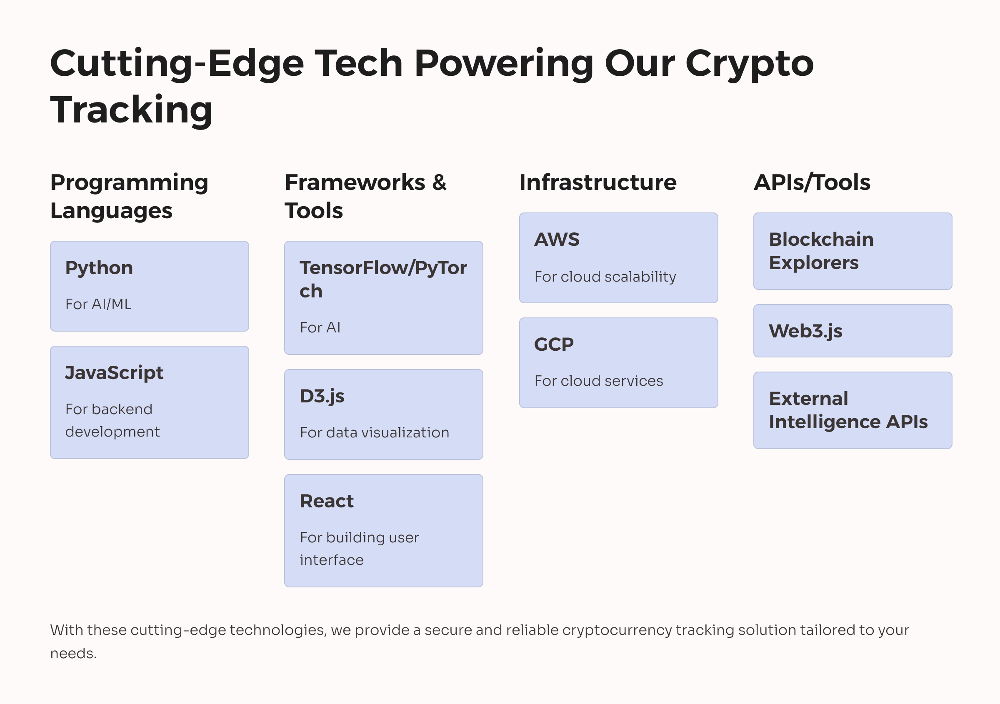 Cutting-Edge Tech Powering Our Crypto
Tracking
Programming
Languages
Python
For AI/ML
JavaScript
For backend
development
Frameworks &
Tools
TensorFlow/PyTor
ch
For AI
D3.js
For data visualization
React
For building user
interface
Infrastructure
AWS
For cloud scalability
GCP
For cloud services
APIs/Tools
Blockchain
Explorers
Web3.js
External
Intelligence APIs
With these cutting-edge technologies, we provide a secure and reliable cryptocurrency tracking solution tailored to your
needs.